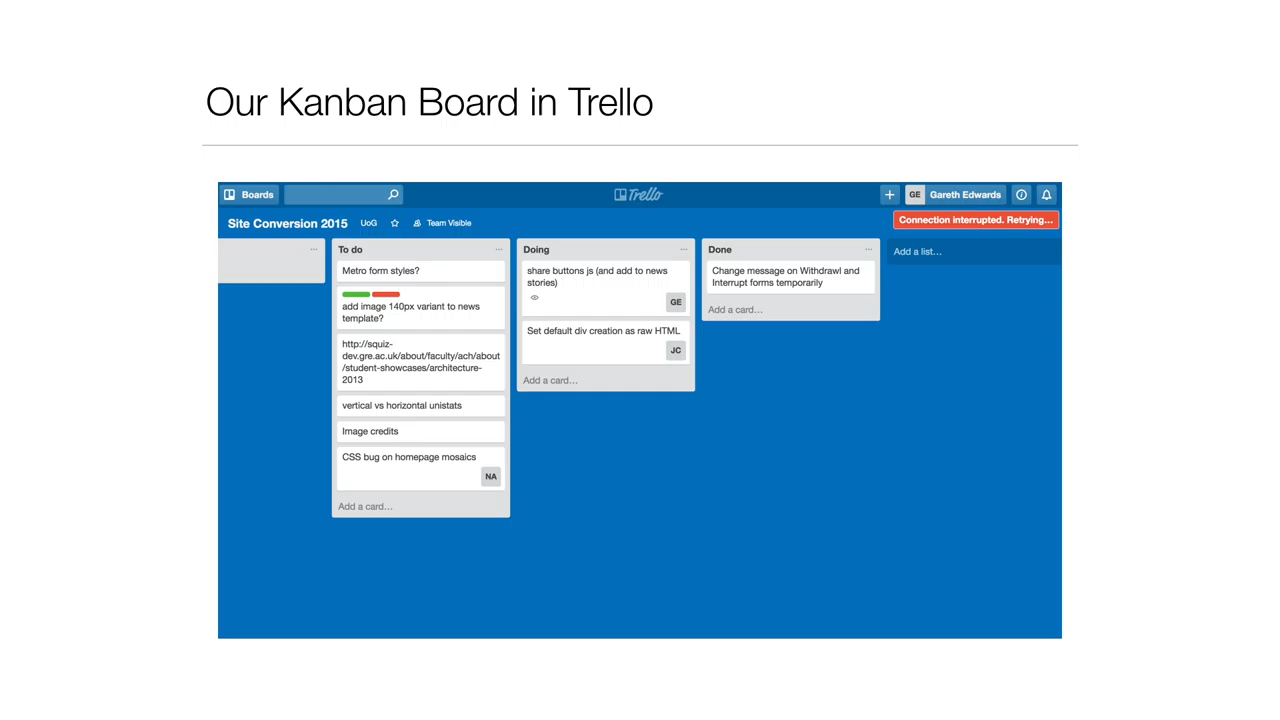 Our Kanban Board in Trello
Boards
Trello
+
GE
Gareth Edwards
Site Conversion 2015
UoG
Team Visible
Connection interrupted. Retrying...
...
To do
...
Metro form styles?
add image 140px variant to news
template?
http://squiz-
dev.gre.ac.uk/about/faculty/ach/about
/student-showcases/architecture-
2013
vertical vs horizontal unistats
Image credits
CSS bug on homepage mosaics
NA
Add a card...
Doing
...
share buttons js (and add to news
stories)
GE
Set default div creation as raw HTML
JC
Add a card...
Done
...
Change message on Withdrawl and
Interrupt forms temporarily
Add a card...
Add a list...